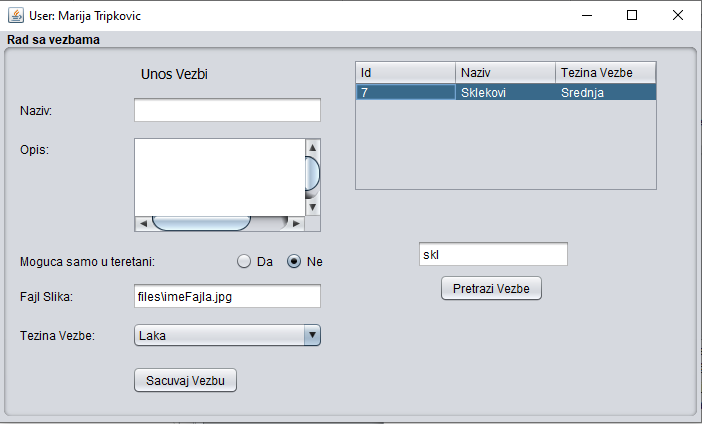 User: Marija Tripkovic
Rad sa vezbama
Unos Vezbi
Naziv:
Opis:
Moguca samo u teretani:
Da
Ne
Fajl Slika:
files\imeFajla.jpg
Tezina Vezbe:
Laka
Sacuvaj Vezbu
Id Naziv Tezina Vezbe
7 Sklekovi Srednja
skl
Pretrazi Vezbe